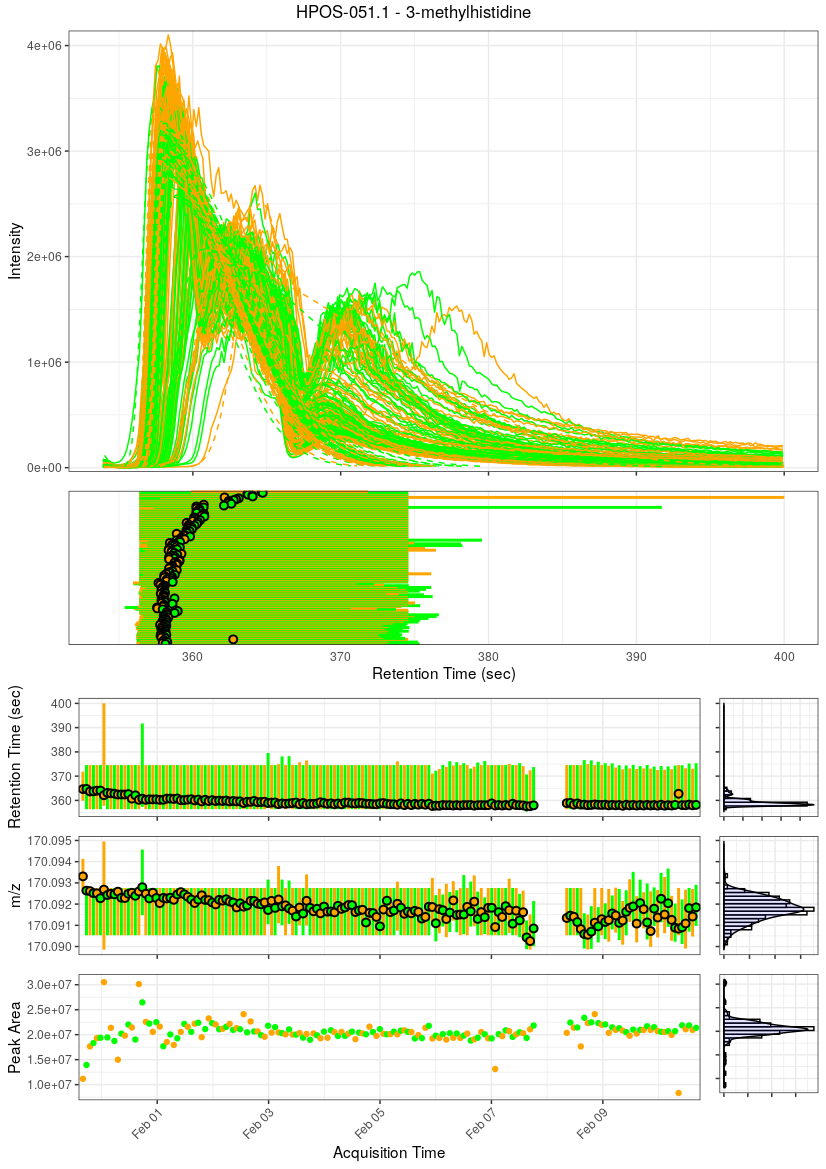 HPOS-051.1 - 3-methylhistidine
4e+06
3e+06
2e+06
1e+06
0e+00
Intensity
360
370
380
390
400
Retention Time (sec)
Retention Time (sec)
400
390
380
370
360
m/z
170.095
170.094
170.093
170.092
170.091
170.090
Peak Area
3.0e+07
2.5e+07
2.0e+07
1.5e+07
1.0e+07
Feb 01
Feb 03
Feb 05
Feb 07
Feb 09
Acquisition Time